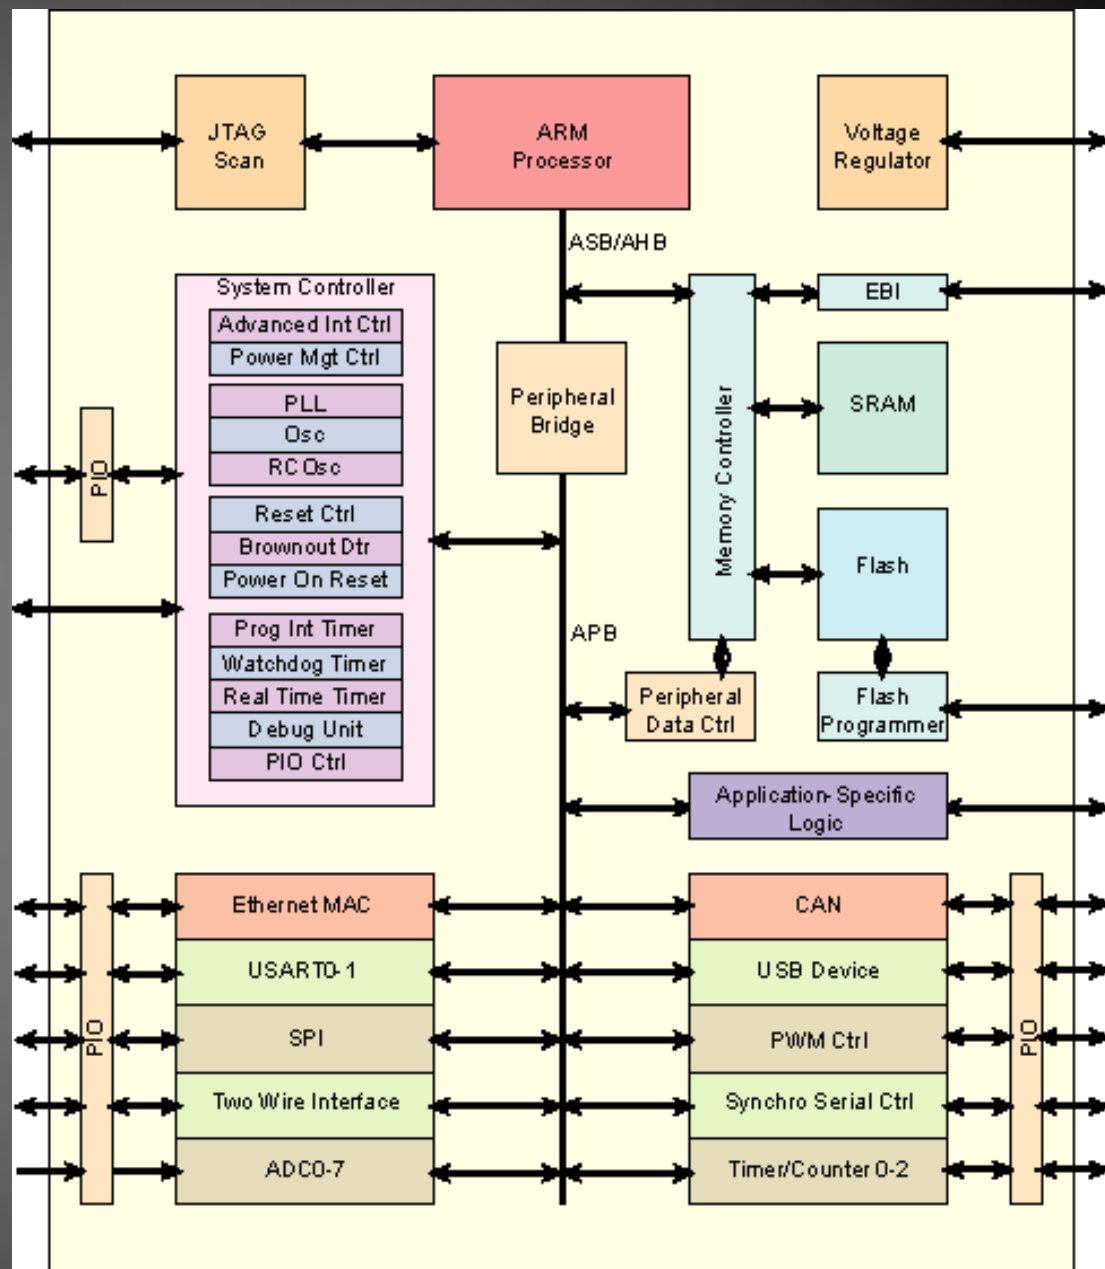 JTAG
Scan
ARM
Processor
Voltage
Regulator
ASB/AHB
System Controller
Advanced Int Ctrl
Power Mgt Ctrl
PLL
Osc
RC Osc
Reset Ctrl
Brownout Dtr
Power On Reset
Prog Int Timer
Watchdog Timer
Real Time Timer
Debug Unit
PIO Ctrl
PIO
Peripheral
Bridge
Memory Controller
EBI
SRAM
Flash
APB
Peripheral
Data Ctrl
Flash
Programmer
Application-Specific
Logic
PIO
Ethernet MAC
USART0-1
SPI
Two Wire Interface
ADC0-7
CAN
USB Device
PWM Ctrl
Synchro Serial Ctrl
Timer/Counter 0-2
PIO